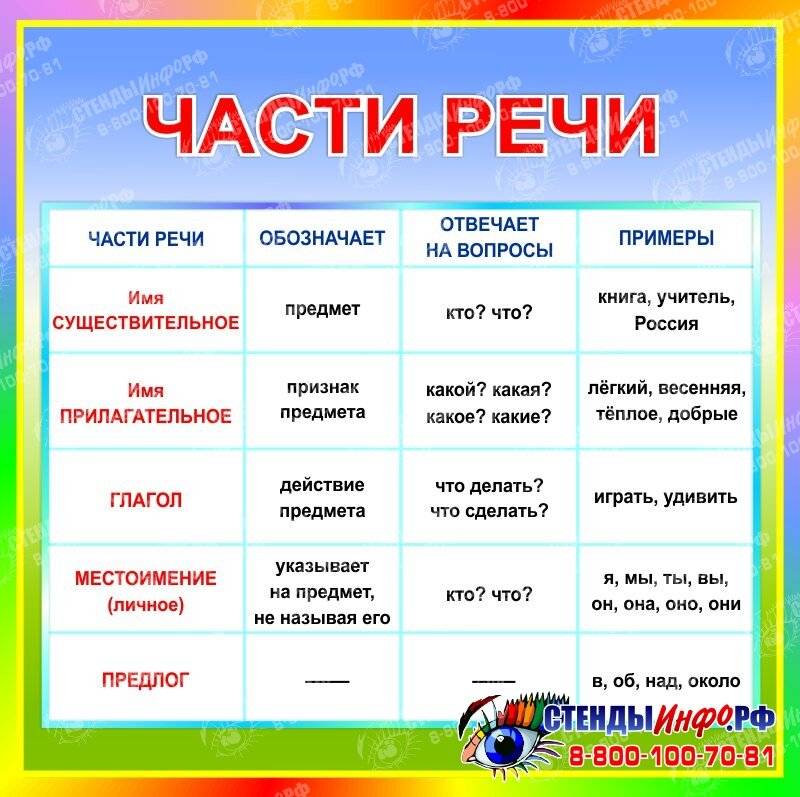 ЧАСТИ РЕЧИ
ЧАСТИ РЕЧИ
ОБОЗНАЧАЕТ
ОТВЕЧАЕТ
НА ВОПРОСЫ
ПРИМЕРЫ
Имя
СУЩЕСТВИТЕЛЬНОЕ
предмет
кто? что?
книга, учитель,
Россия
Имя
ПРИЛАГАТЕЛЬНОЕ
признак
предмета
какой? какая?
какое? какие?
лёгкий, весенняя,
тёплое, добрые
ГЛАГОЛ
действие
предмета
что делать?
что сделать?
играть, удивить
МЕСТОИМЕНИЕ
(личное)
указывает
на предмет,
не называя его
кто? что?
я, мы, ты, вы,
он, она, оно, они
ПРЕДЛОГ
——
——
в, об, над, около
СТЕНДЫИНФО.РФ
8-800-100-70-81